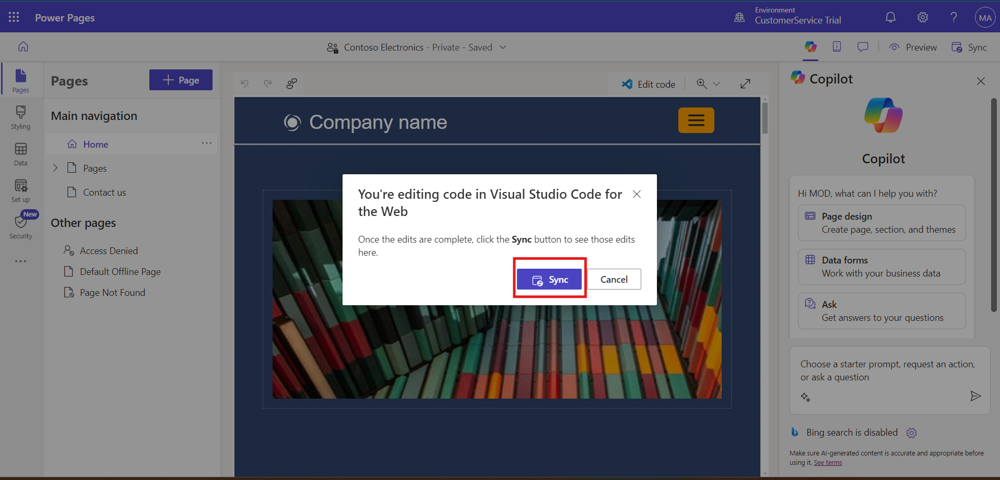 Power Pages
Environment
CustomerService Trial
MA
Contoso Electronics - Private - Saved
Preview
Sync
Pages
Styling
Data
Set up
New
Security
Pages
Page
Main navigation
Home
Pages
Contact us
Other pages
Access Denied
Default Offline Page
Page Not Found
Edit code
Company name
You're editing code in Visual Studio Code for
the Web
Once the edits are complete, click the Sync button to see those edits
here.
Sync
Cancel
Copilot
Copilot
Hi MOD, what can I help you with?
Page design
Create page, section, and themes
Data forms
Work with your business data
Ask
Get answers to your questions
Choose a starter prompt, request an action,
or ask a question
Bing search is disabled
Make sure AI-generated content is accurate and appropriate before
using it. See terms